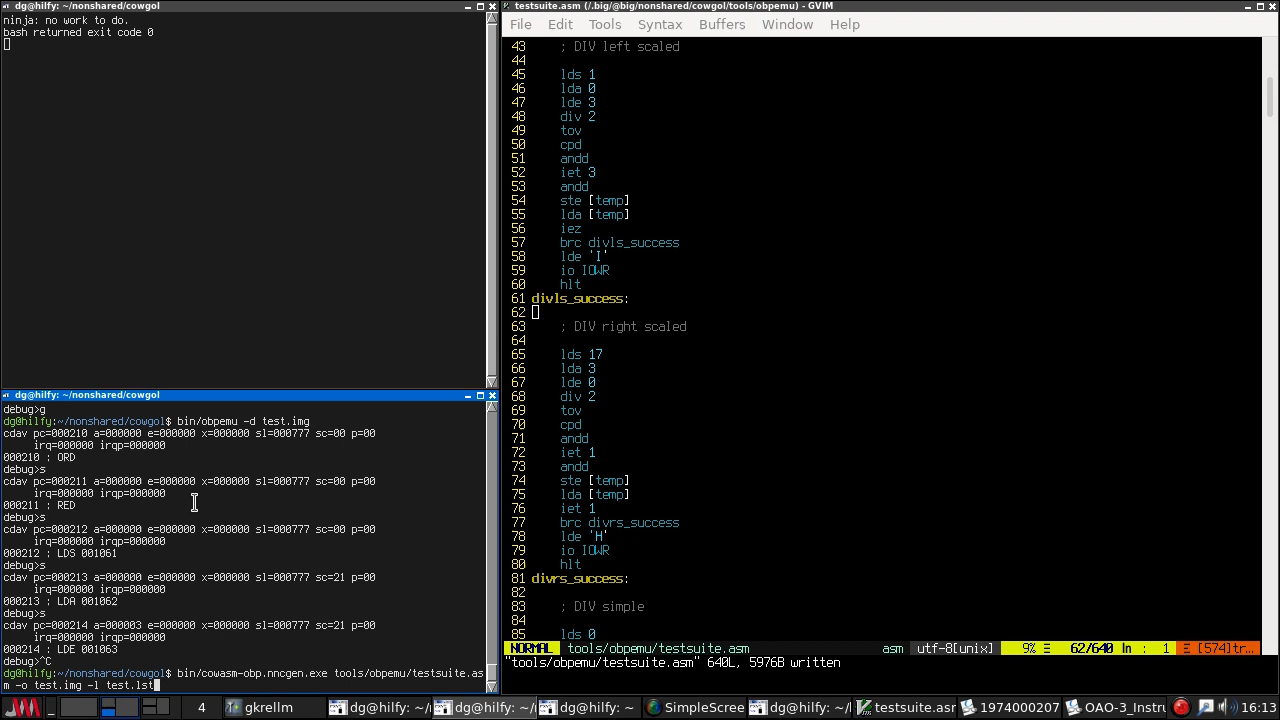 dg@hilfy: ~/nonshared/cowgol
ninja: no work to do.
bash returned exit code 0
dg@hilfy: ~/nonshared/cowgol
debug>g
dg@hilfy:~/nonshared/cowgol$ bin/obpemu -d test.img
cdav pc=000210 a=000000 e=000000 x=000000 sl=000777 sc=00 p=00
irq=000000 irqp=000000
000210 : ORD
debug>s
cdav pc=000211 a=000000 e=000000 x=000000 sl=000777 sc=00 p=00
irq=000000 irqp=000000
000211 : RED
debug>s
cdav pc=000212 a=000000 e=000000 x=000000 sl=000777 sc=00 p=00
irq=000000 irqp=000000
000212 : LDS 001061
debug>s
cdav pc=000213 a=000000 e=000000 x=000000 sl=000777 sc=21 p=00
irq=000000 irqp=000000
000213 : LDA 001062
debug>s
cdav pc=000214 a=000003 e=000000 x=000000 sl=000777 sc=21 p=00
irq=000000 irqp=000000
000214 : LDE 001063
debug>^C
dg@hilfy:~/nonshared/cowgol$ bin/cowasm-obp.nncgen.exe tools/obpemu/testsuite.as
m -o test.img -l test.lst
testsuite.asm (/.big/@big/nonshared/cowgol/tools/obpemu) - GVIM
File Edit Tools Syntax Buffers Window Help
43 ; DIV left scaled
44
45 lds 1
46 lda 0
47 lde 3
48 div 2
49 tov
50 cpd
51 andd
52 iet 3
53 andd
54 ste [temp]
55 lda [temp]
56 iez
57 brc divls_success
58 lde 'I'
59 io IOWR
60 hlt
61 divls_success:
62
63 ; DIV right scaled
64
65 lds 17
66 lda 3
67 lde 0
68 div 2
69 tov
70 cpd
71 andd
72 iet 1
73 andd
74 ste [temp]
75 lda [temp]
76 iet 1
77 brc divrs_success
78 lde 'H'
79 io IOWR
80 hlt
81 divrs_success:
82
83 ; DIV simple
84
85 lds 0
NORMAL tools/obpemu/testsuite.asm asm utf-8[unix] 9% Ξ 62/640 ln : 1 Ξ [574]tr…
"tools/obpemu/testsuite.asm" 640L, 5976B written
4 gkrellm dg@hilfy: ~/ dg@hilfy: ~/ dg@hilfy: ~ SimpleScree dg@hilfy: ~/ testsuite.asr 1974000207 OAO-3_Instru 16:13